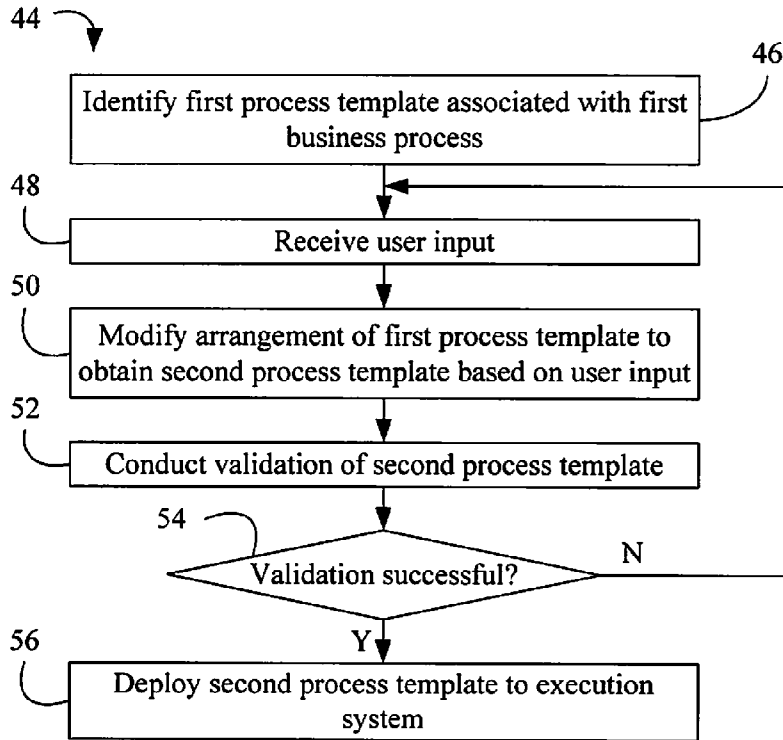 44
46
Identify first process template associated with first
business process
48
Receive user input
50
Modify arrangement of first process template to
obtain second process template based on user input
52
Conduct validation of second process template
54
Validation successful?
N
Y
56
Deploy second process template to execution
system